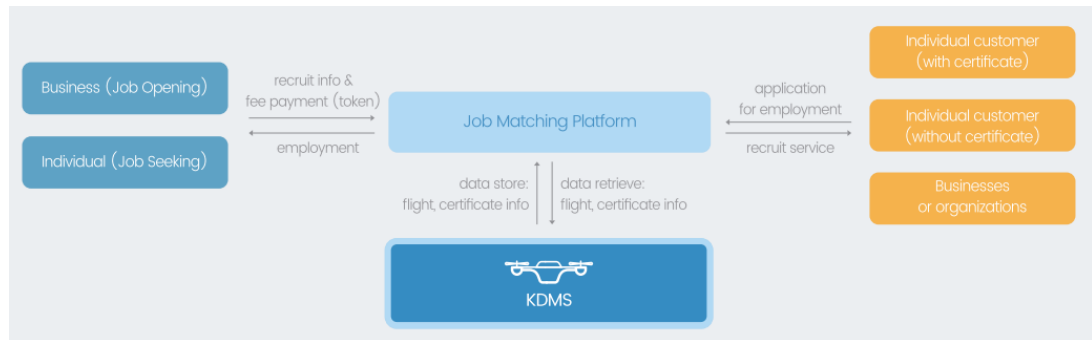 Business (Job Opening)
Individual (Job Seeking)
recruit info &
fee payment (token)
employment
Job Matching Platform
application
for employment
recruit service
Individual customer
(with certificate)
Individual customer
(without certificate)
Businesses
or organizations
data store:
flight, certificate info
data retrieve:
flight, certificate info
KDMS